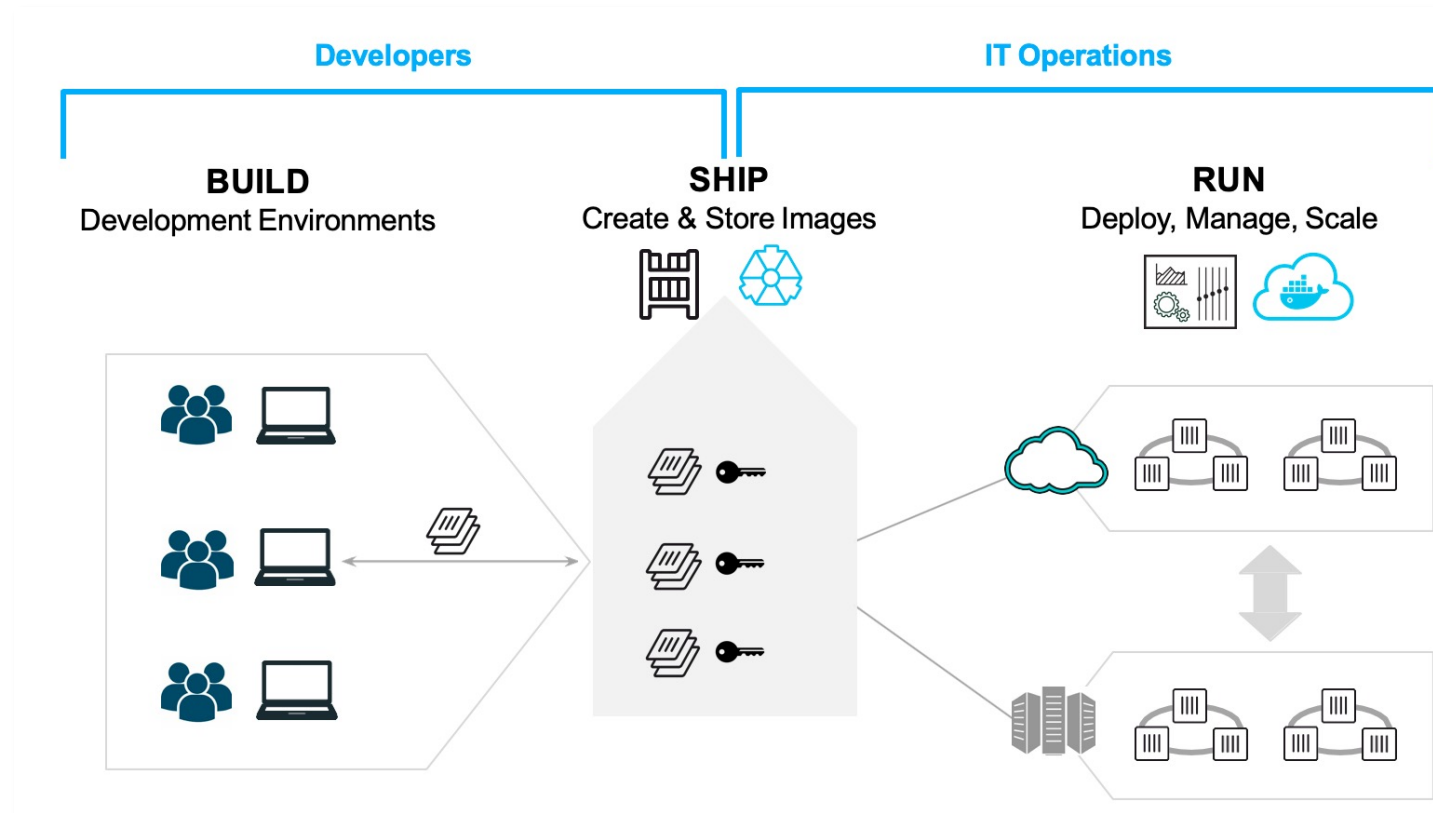 Developers
IT Operations
BUILD
Development Environments
SHIP
Create & Store Images
RUN
Deploy, Manage, Scale